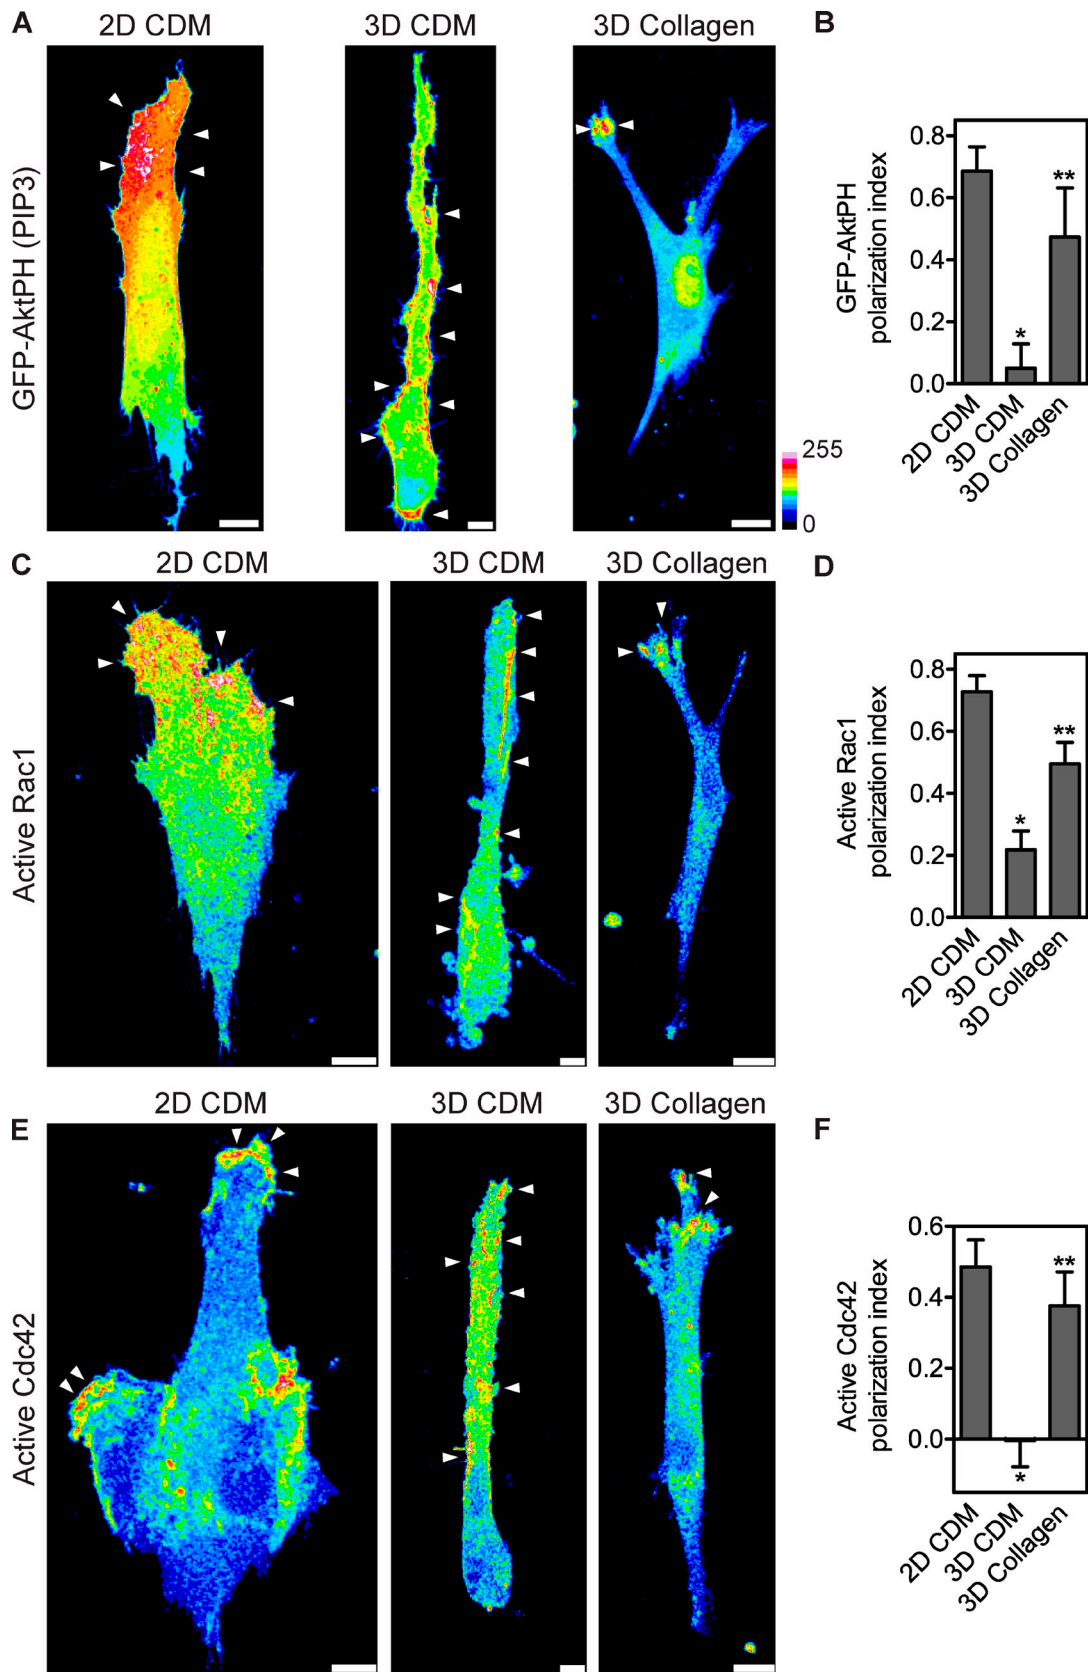 A
2D CDM
3D CDM
3D Collagen
GFP-AktPH (PIP3)
255
0
B
GFP-AktPH
polarization index
0.8
0.6
0.4
0.2
0.0
*
**
2D CDM
3D CDM
3D Collagen
C
2D CDM
3D CDM
3D Collagen
Active Rac1
D
Active Rac1
polarization index
0.8
0.6
0.4
0.2
0.0
*
**
2D CDM
3D CDM
3D Collagen
E
2D CDM
3D CDM
3D Collagen
Active Cdc42
F
Active Cdc42
polarization index
0.6
0.4
0.2
0.0
*
**
2D CDM
3D CDM
3D Collagen